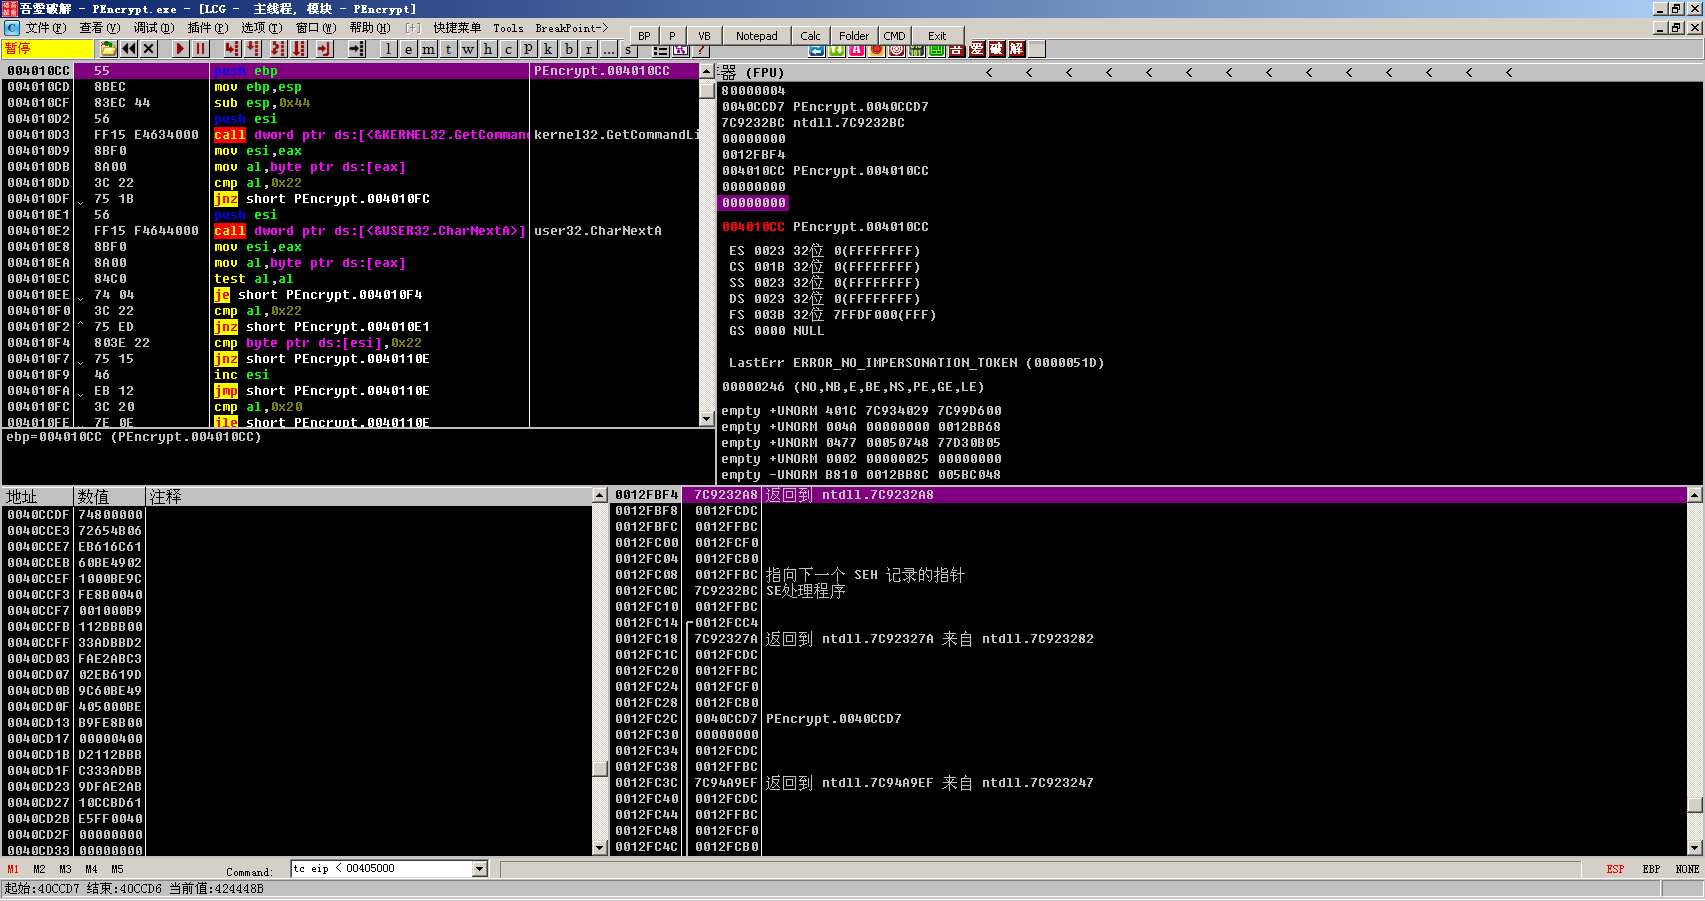 吾愛破解 - PEncrypt.exe - [LCG -  主线程, 模块 - PEncrypt]
文件(F) 查看(V) 调试(D) 插件(P) 选项(T) 窗口(W) 帮助(H) [+] 快捷菜单 Tools BreakPoint->
BP P VB Notepad Calc Folder CMD Exit
暂停
l e m t w h c p k b r ... s ? 吾 爱 破 解
004010CC 55 push ebp PEncrypt.004010CC
004010CD 8BEC mov ebp,esp
004010CF 83EC 44 sub esp,0x44
004010D2 56 push esi
004010D3 FF15 E4634000 call dword ptr ds:[<&KERNEL32.GetComman kernel32.GetCommandLi
004010D9 8BF0 mov esi,eax
004010DB 8A00 mov al,byte ptr ds:[eax]
004010DD 3C 22 cmp al,0x22
004010DF 75 1B jnz short PEncrypt.004010FC
004010E1 56 push esi
004010E2 FF15 F4644000 call dword ptr ds:[<&USER32.CharNextA>] user32.CharNextA
004010E8 8BF0 mov esi,eax
004010EA 8A00 mov al,byte ptr ds:[eax]
004010EC 84C0 test al,al
004010EE 74 04 je short PEncrypt.004010F4
004010F0 3C 22 cmp al,0x22
004010F2 75 ED jnz short PEncrypt.004010E1
004010F4 803E 22 cmp byte ptr ds:[esi],0x22
004010F7 75 15 jnz short PEncrypt.0040110E
004010F9 46 inc esi
004010FA EB 12 jmp short PEncrypt.0040110E
004010FC 3C 20 cmp al,0x20
004010FE 7E 0E jle short PEncrypt.0040110E
ebp=004010CC (PEncrypt.004010CC)
器 (FPU) < < < < < < < < < < < < < <
80000004
0040CCD7 PEncrypt.0040CCD7
7C9232BC ntdll.7C9232BC
00000000
0012FBF4
004010CC PEncrypt.004010CC
00000000
00000000
004010CC PEncrypt.004010CC
ES 0023 32位 0(FFFFFFFF)
CS 001B 32位 0(FFFFFFFF)
SS 0023 32位 0(FFFFFFFF)
DS 0023 32位 0(FFFFFFFF)
FS 003B 32位 7FFDF000(FFF)
GS 0000 NULL
LastErr ERROR_NO_IMPERSONATION_TOKEN (0000051D)
00000246 (NO,NB,E,BE,NS,PE,GE,LE)
empty +UNORM 401C 7C934029 7C99D600
empty +UNORM 004A 00000000 0012BB68
empty +UNORM 0477 00050748 77D30B05
empty +UNORM 0002 00000025 00000000
empty -UNORM B810 0012BB8C 005BC048
地址 数值 注释
0040CCDF 74800000
0040CCE3 72654B06
0040CCE7 EB616C61
0040CCEB 60BE4902
0040CCEF 1000BE9C
0040CCF3 FE8B0040
0040CCF7 001000B9
0040CCFB 112BBB00
0040CCFF 33ADBBD2
0040CD03 FAE2ABC3
0040CD07 02EB619D
0040CD0B 9C60BE49
0040CD0F 405000BE
0040CD13 B9FE8B00
0040CD17 00000400
0040CD1B D2112BBB
0040CD1F C333ADBB
0040CD23 9DFAE2AB
0040CD27 10CCBD61
0040CD2B E5FF0040
0040CD2F 00000000
0040CD33 00000000
0012FBF4 7C9232A8 返回到 ntdll.7C9232A8
0012FBF8 0012FCDC
0012FBFC 0012FFBC
0012FC00 0012FCF0
0012FC04 0012FCB0
0012FC08 0012FFBC 指向下一个 SEH 记录的指针
0012FC0C 7C9232BC SE处理程序
0012FC10 0012FFBC
0012FC14 0012FCC4
0012FC18 7C92327A 返回到 ntdll.7C92327A 来自 ntdll.7C923282
0012FC1C 0012FCDC
0012FC20 0012FFBC
0012FC24 0012FCF0
0012FC28 0012FCB0
0012FC2C 0040CCD7 PEncrypt.0040CCD7
0012FC30 00000000
0012FC34 0012FCDC
0012FC38 0012FFBC
0012FC3C 7C94A9EF 返回到 ntdll.7C94A9EF 来自 ntdll.7C923247
0012FC40 0012FCDC
0012FC44 0012FFBC
0012FC48 0012FCF0
0012FC4C 0012FCB0
M1 M2 M3 M4 M5 Command: tc eip < 00405000 ESP EBP NONE
起始:40CCD7 结束:40CCD6 当前值:424448B